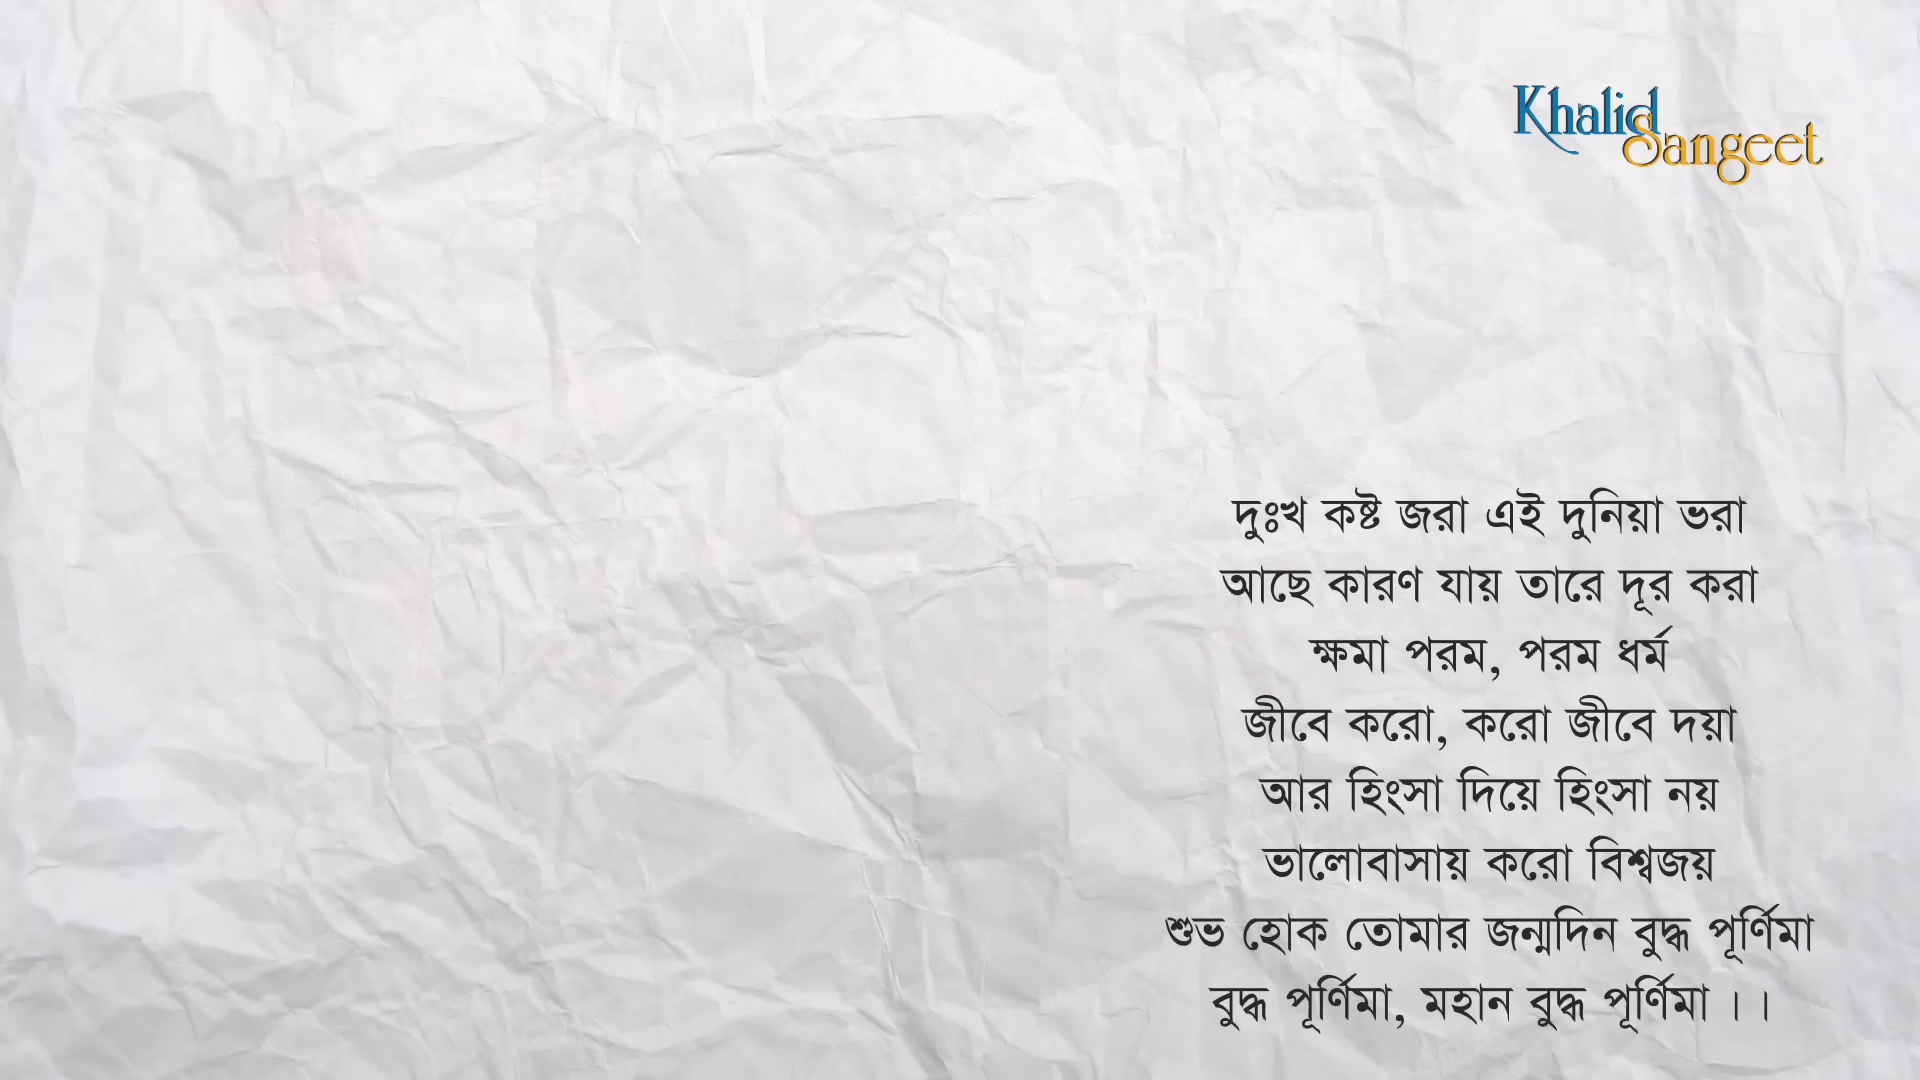 Khalid
Sangeet
দুঃখ কষ্ট জরা এই দুনিয়া ভরা
আছে কারণ যায় তারে দূর করা
ক্ষমা পরম, পরম ধর্ম
জীবে করো, করো জীবে দয়া
আর হিংসা দিয়ে হিংসা নয়
ভালোবাসায় করো বিশ্বজয়
শুভ হোক তোমার জন্মদিন বুদ্ধ পূর্ণিমা
বুদ্ধ পূর্ণিমা, মহান বুদ্ধ পূর্ণিমা ।।